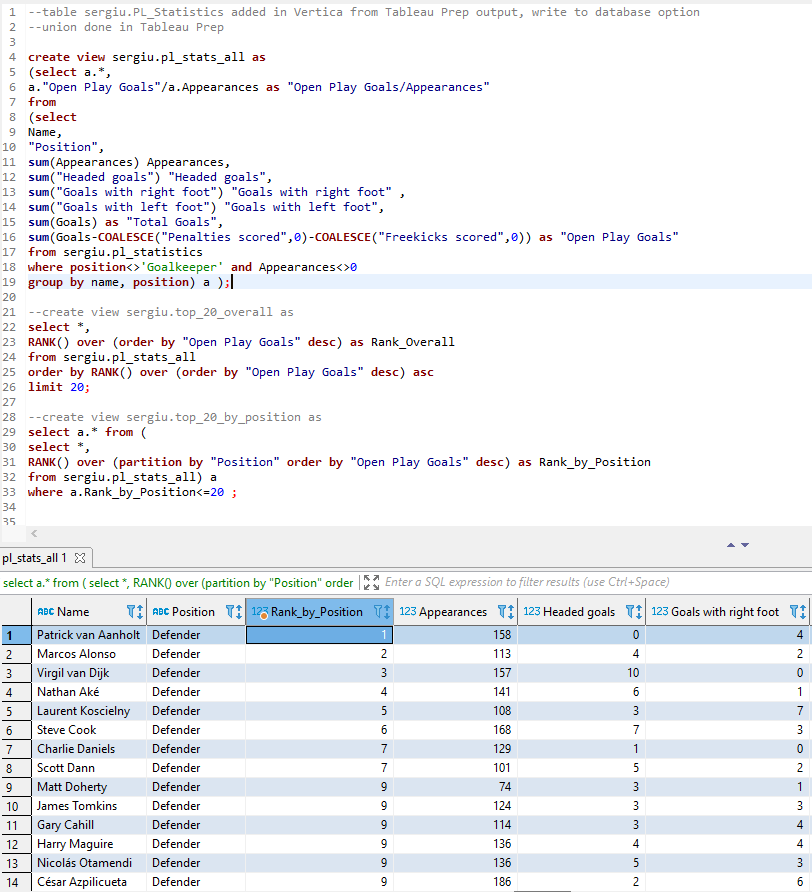 1 --table sergiu.PL_Statistics added in Vertica from Tableau Prep output, write to database option
2 --union done in Tableau Prep
3
4 create view sergiu.pl_stats_all as
5 (select a.*,
6 a."Open Play Goals"/a.Appearances as "Open Play Goals/Appearances"
7 from
8 (select
9 Name,
10 "Position",
11 sum(Appearances) Appearances,
12 sum("Headed goals") "Headed goals",
13 sum("Goals with right foot") "Goals with right foot" ,
14 sum("Goals with left foot") "Goals with left foot",
15 sum(Goals) as "Total Goals",
16 sum(Goals-COALESCE("Penalties scored",0)-COALESCE("Freekicks scored",0)) as "Open Play Goals"
17 from sergiu.pl_statistics
18 where position<>'Goalkeeper' and Appearances<>0
19 group by name, position) a );
20
21 --create view sergiu.top_20_overall as
22 select *,
23 RANK() over (order by "Open Play Goals" desc) as Rank_Overall
24 from sergiu.pl_stats_all
25 order by RANK() over (order by "Open Play Goals" desc) asc
26 limit 20;
27
28 --create view sergiu.top_20_by_position as
29 select a.* from (
30 select *,
31 RANK() over (partition by "Position" order by "Open Play Goals" desc) as Rank_by_Position
32 from sergiu.pl_stats_all) a
33 where a.Rank_by_Position<=20 ;
34
35
pl_stats_all 1
select a.* from ( select *, RANK() over (partition by "Position" order Enter a SQL expression to filter results (use Ctrl+Space)
ABC Name ABC Position 123 Rank_by_Position 123 Appearances 123 Headed goals 123 Goals with right foot
1 Patrick van Aanholt Defender 1 158 0 4
2 Marcos Alonso Defender 2 113 4 2
3 Virgil van Dijk Defender 3 157 10 0
4 Nathan Aké Defender 4 141 6 1
5 Laurent Koscielny Defender 5 108 3 7
6 Steve Cook Defender 6 168 7 3
7 Charlie Daniels Defender 7 129 1 0
8 Scott Dann Defender 7 101 5 2
9 Matt Doherty Defender 9 74 3 1
10 James Tomkins Defender 9 124 3 3
11 Gary Cahill Defender 9 114 3 4
12 Harry Maguire Defender 9 136 4 4
13 Nicolás Otamendi Defender 9 136 5 3
14 César Azpilicueta Defender 9 186 2 6